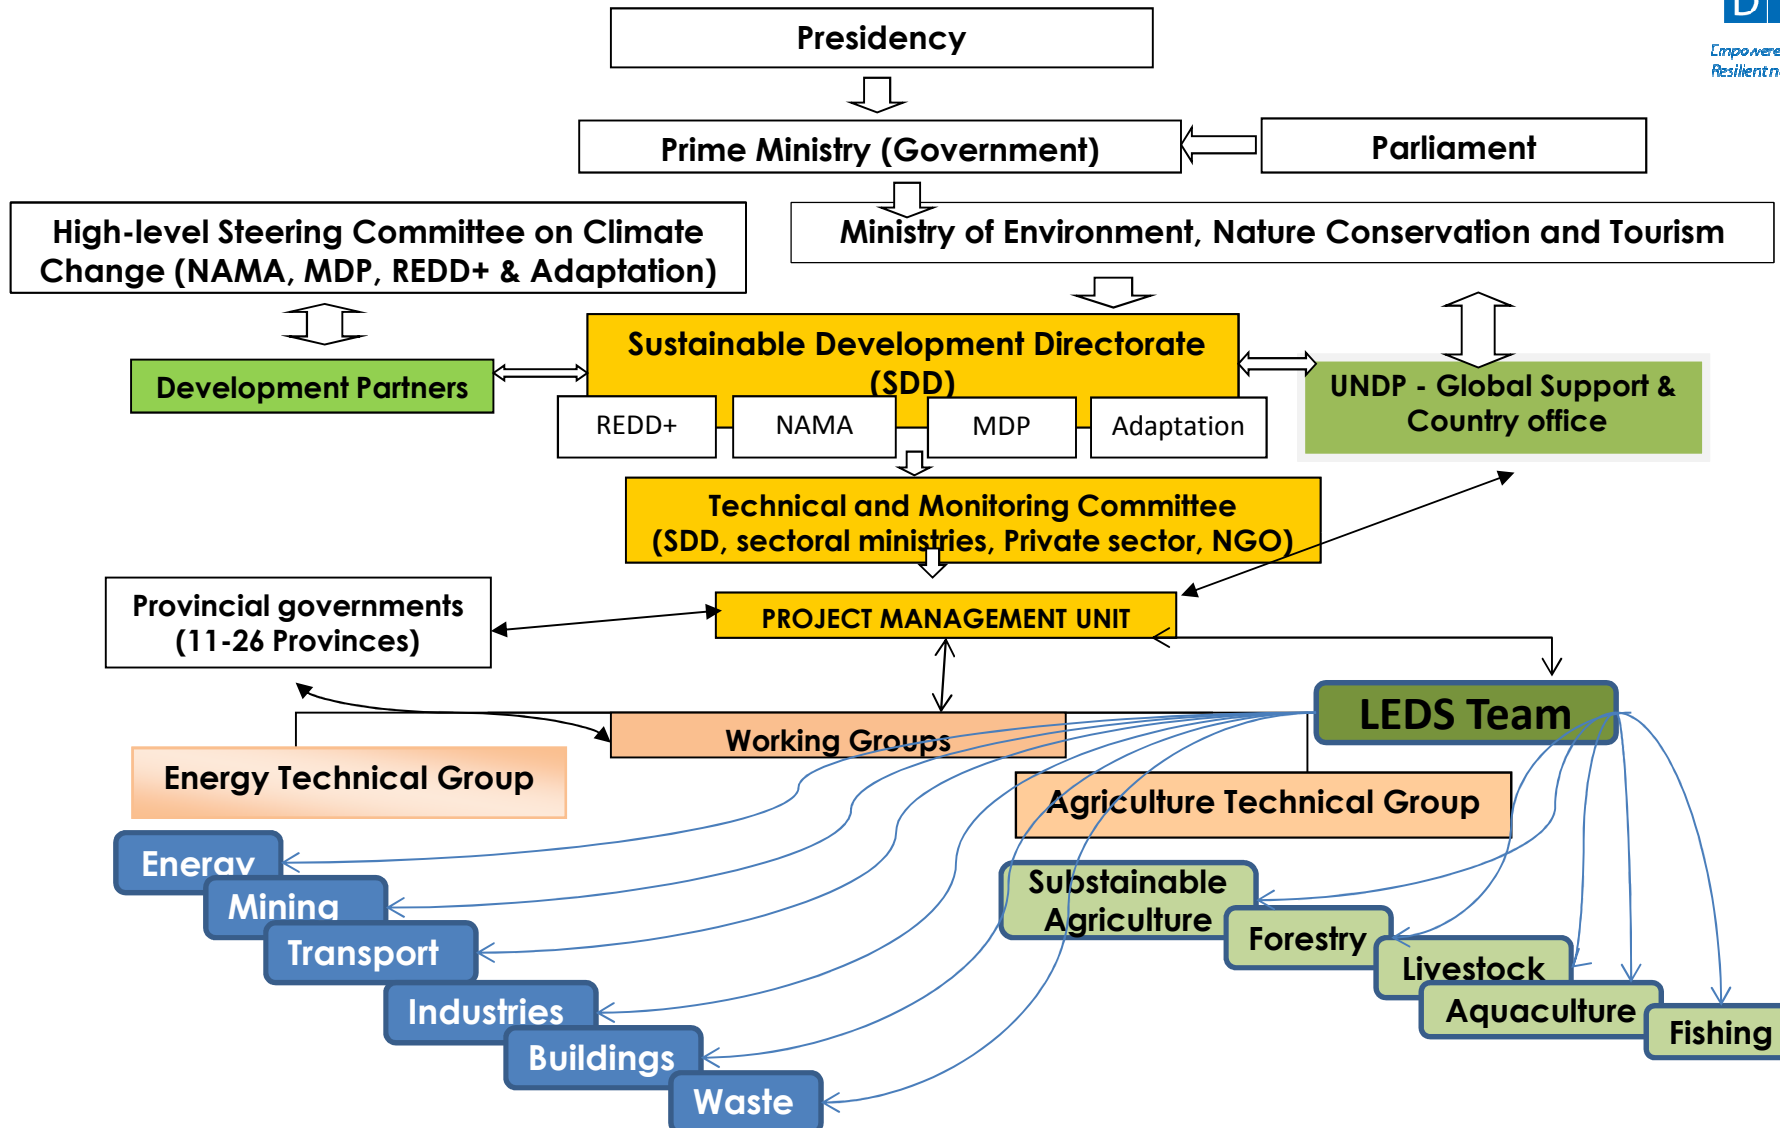 Presidency
D
Empowere
Resilient n
Prime Ministry (Government)
Parliament
High-level Steering Committee on Climate
Change (NAMA, MDP, REDD+ & Adaptation)
Ministry of Environment, Nature Conservation and Tourism
Sustainable Development Directorate
(SDD)
Development Partners
UNDP - Global Support &
Country office
REDD+
NAMA
MDP
Adaptation
Technical and Monitoring Committee
(SDD, sectoral ministries, Private sector, NGO)
Provincial governments
(11-26 Provinces)
PROJECT MANAGEMENT UNIT
LEDS Team
Working Groups
Energy Technical Group
Agriculture Technical Group
Energy
Mining
Transport
Industries
Buildings
Waste
Substainable
Agriculture
Forestry
Livestock
Aquaculture
Fishing